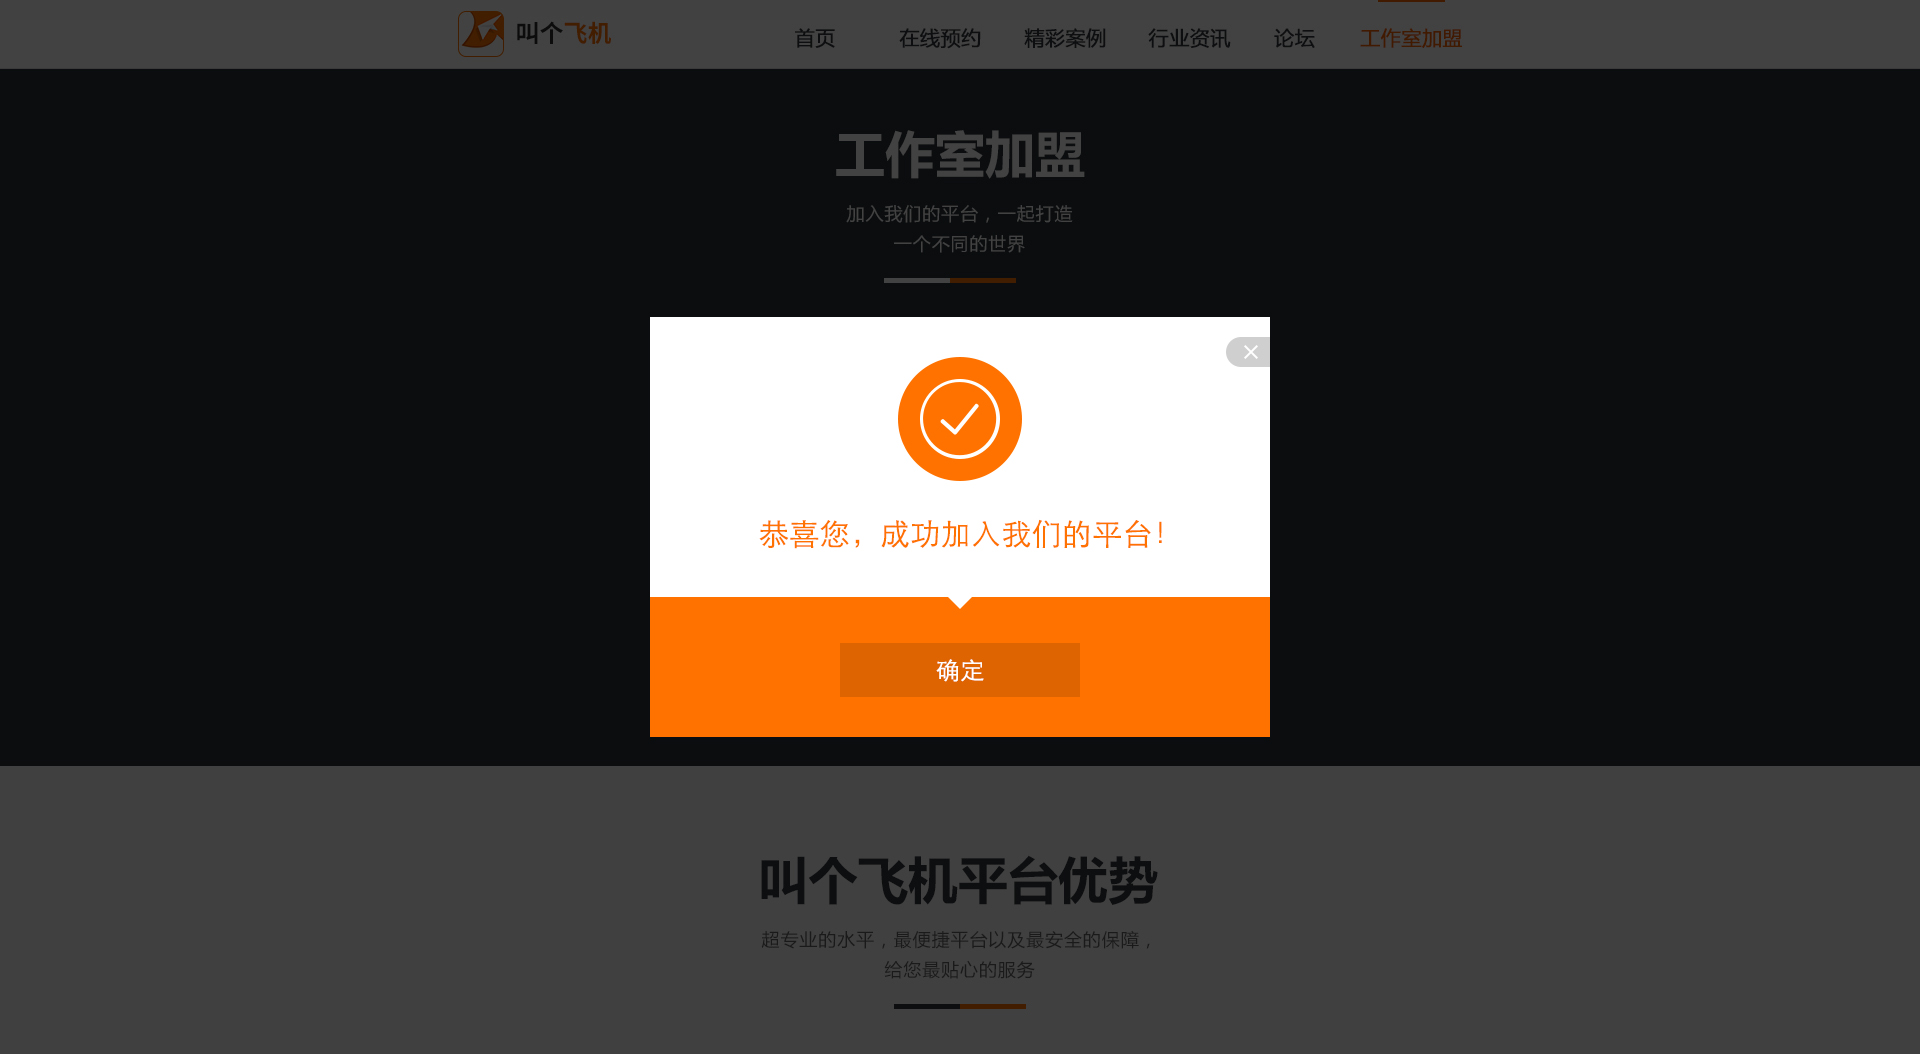 叫个飞机
首页 在线预约 精彩案例 行业资讯 论坛 工作室加盟
工作室加盟
加入我们的平台，一起打造
一个不同的世界
恭喜您，成功加入我们的平台！
确定
叫个飞机平台优势
超专业的水平，最便捷平台以及最安全的保障，
给您最贴心的服务